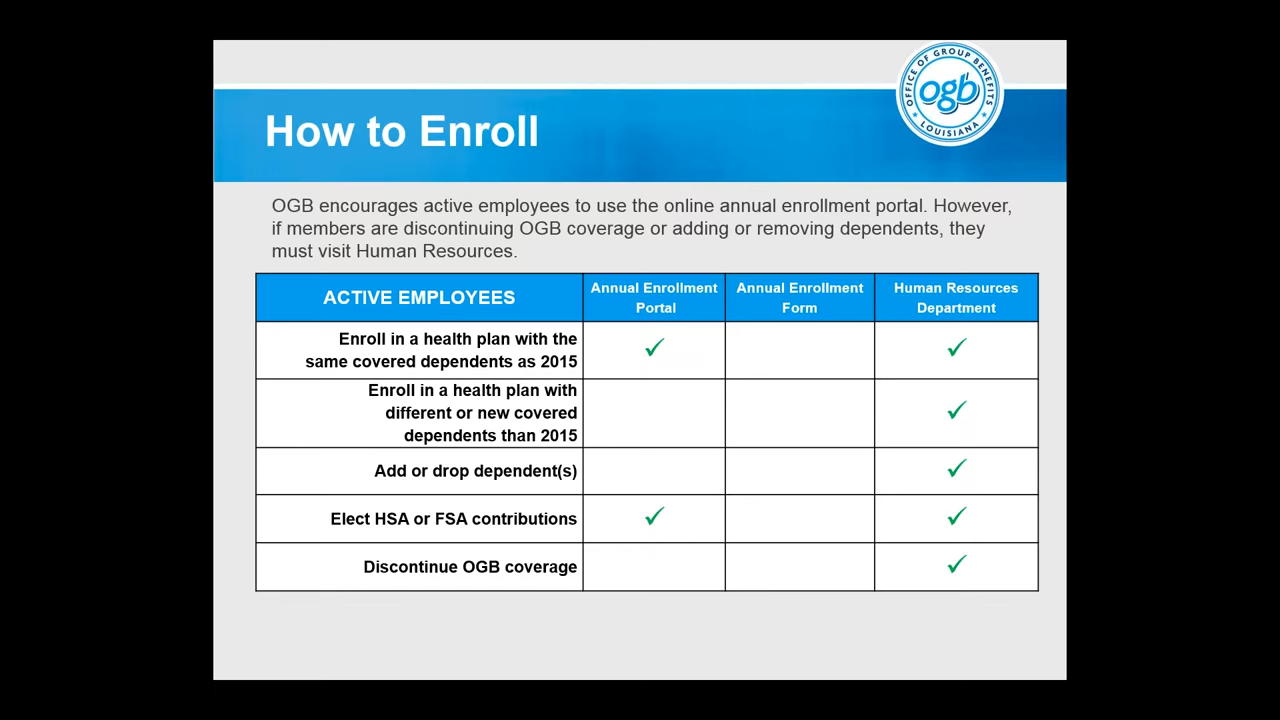 OFFICE OF GROUP BENEFITS
ogb
LOUISIANA
How to Enroll
OGB encourages active employees to use the online annual enrollment portal. However,
if members are discontinuing OGB coverage or adding or removing dependents, they
must visit Human Resources.
ACTIVE EMPLOYEES
Annual Enrollment
Portal
Annual Enrollment
Form
Human Resources
Department
Enroll in a health plan with the
same covered dependents as 2015
✓ ✓
Enroll in a health plan with
different or new covered
dependents than 2015
✓
Add or drop dependent(s) ✓
Elect HSA or FSA contributions ✓ ✓
Discontinue OGB coverage ✓